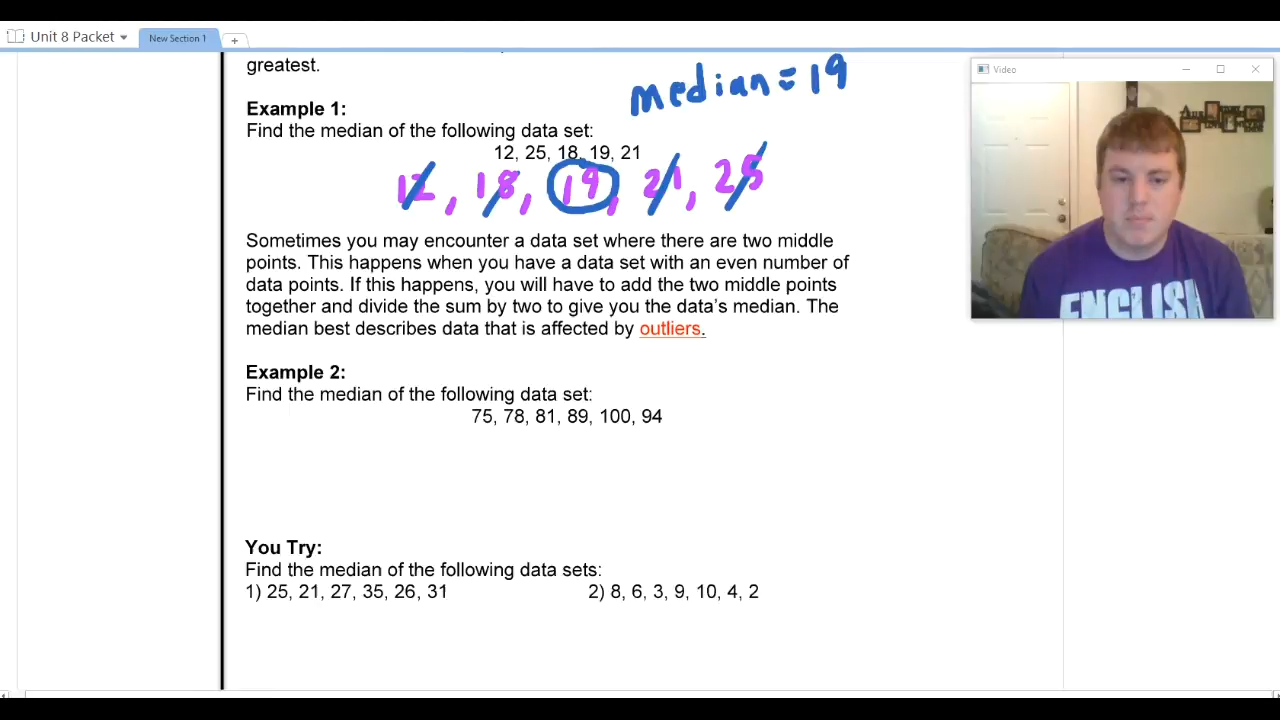 Unit 8 Packet
New Section 1
greatest.
median = 19
Example 1:
Find the median of the following data set:
12, 25, 18, 19, 21
12, 18, 19, 21, 25
Sometimes you may encounter a data set where there are two middle
points. This happens when you have a data set with an even number of
data points. If this happens, you will have to add the two middle points
together and divide the sum by two to give you the data’s median. The
median best describes data that is affected by outliers.
Example 2:
Find the median of the following data set:
75, 78, 81, 89, 100, 94
You Try:
Find the median of the following data sets:
1) 25, 21, 27, 35, 26, 31 2) 8, 6, 3, 9, 10, 4, 2
Video
ENGLISH